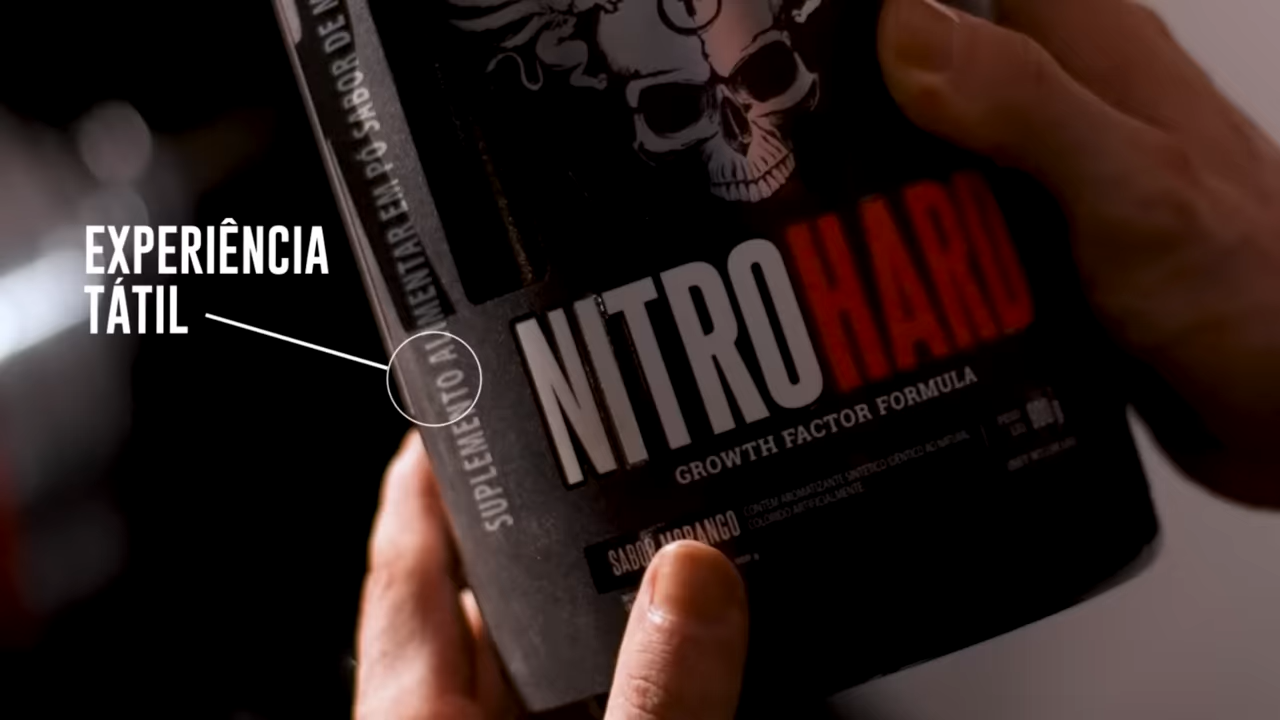 EXPERIÊNCIA
TÁTIL
SUPLEMENTO ALIMENTAR EM PÓ SABOR DE
NITROHARD
GROWTH FACTOR FORMULA
SABOR MORANGO
CONTÉM AROMATIZANTE SINTÉTICO IDÊNTICO AO NATURAL
COLORIDO ARTIFICIALMENTE
PESO